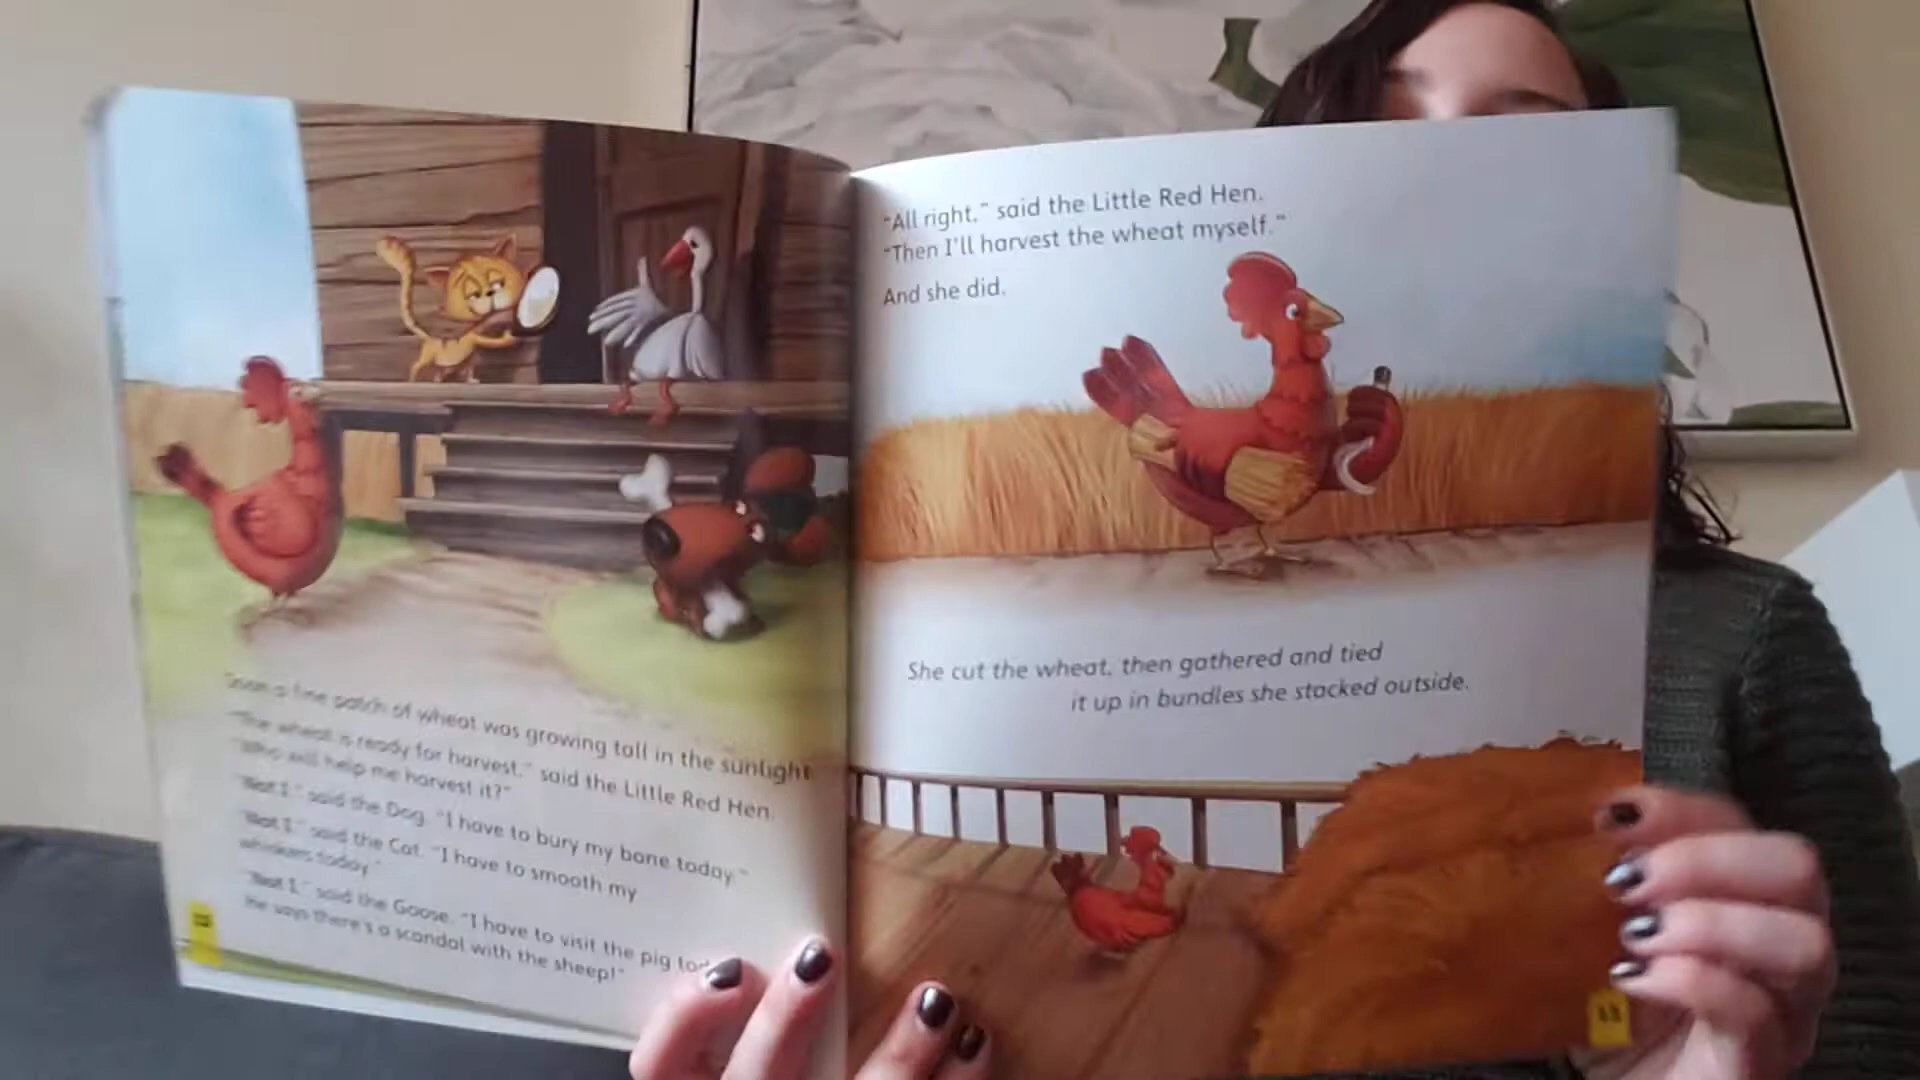 Soon a fine patch of wheat was growing tall in the sunlight.
"The wheat is ready for harvest," said the Little Red Hen.
"Who will help me harvest it?"
"Not I," said the Dog. "I have to bury my bone today."
"Not I," said the Cat. "I have to smooth my
whiskers today."
"Not I," said the Goose. "I have to visit the pig
He says there's a scandal with the sheep!"
"All right," said the Little Red Hen.
"Then I'll harvest the wheat myself."
And she did.
She cut the wheat, then gathered and tied
it up in bundles she stacked outside.
13